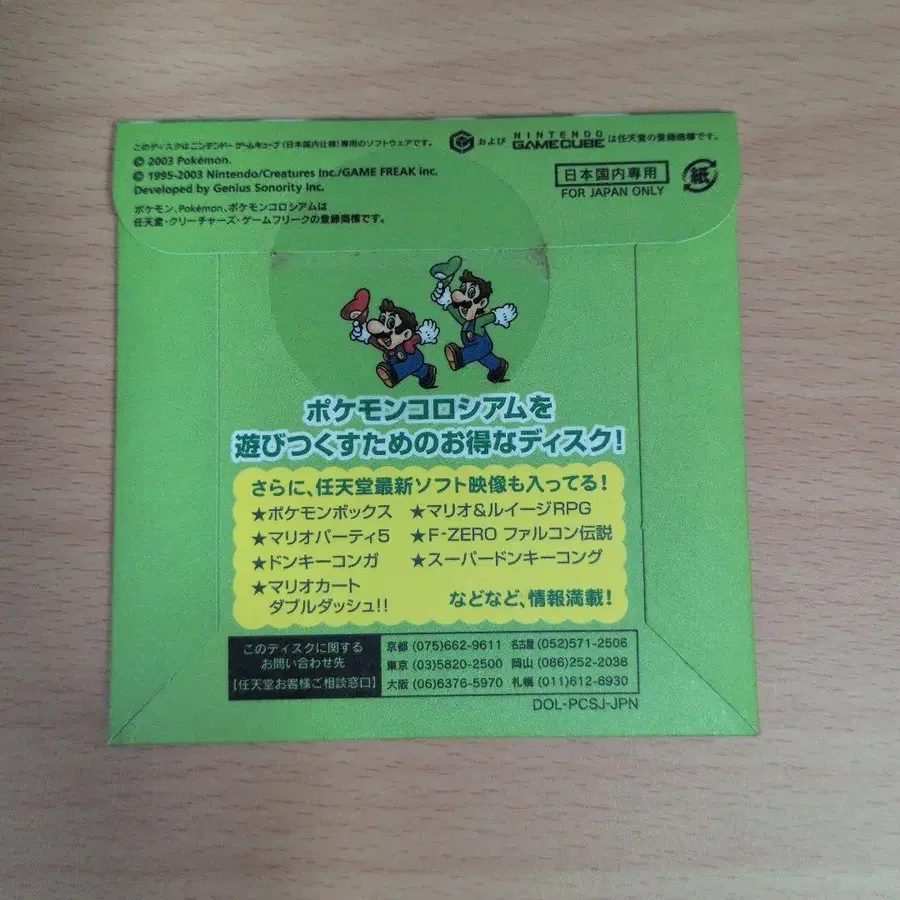 このディスクはニンテンドーゲームキューブ（日本国内仕様）専用のソフトウェアです。
および NINTENDO GAMECUBE は任天堂の登録商標です。
© 2003 Pokémon.
© 1995-2003 Nintendo/Creatures Inc./GAME FREAK inc.
Developed by Genius Sonority Inc.
日本国内専用
FOR JAPAN ONLY
紙
ポケモン、Pokémon、ポケモンコロシアムは
任天堂・クリーチャーズ・ゲームフリークの登録商標です。
ポケモンコロシアムを
遊びつくすためのお得なディスク!
さらに、任天堂最新ソフト映像も入ってる!
★ポケモンボックス ★マリオ&ルイージRPG
★マリオパーティ5 ★F-ZERO ファルコン伝説
★ドンキーコンガ ★スーパードンキーコング
★マリオカート
ダブルダッシュ!! などなど、情報満載!
このディスクに関する
お問い合わせ先
【任天堂お客様ご相談窓口】
京都 (075)662-9611 名古屋 (052)571-2506
東京 (03)5820-2500 岡山 (086)252-2038
大阪 (06)6376-5970 札幌 (011)612-6930
DOL-PCSJ-JPN